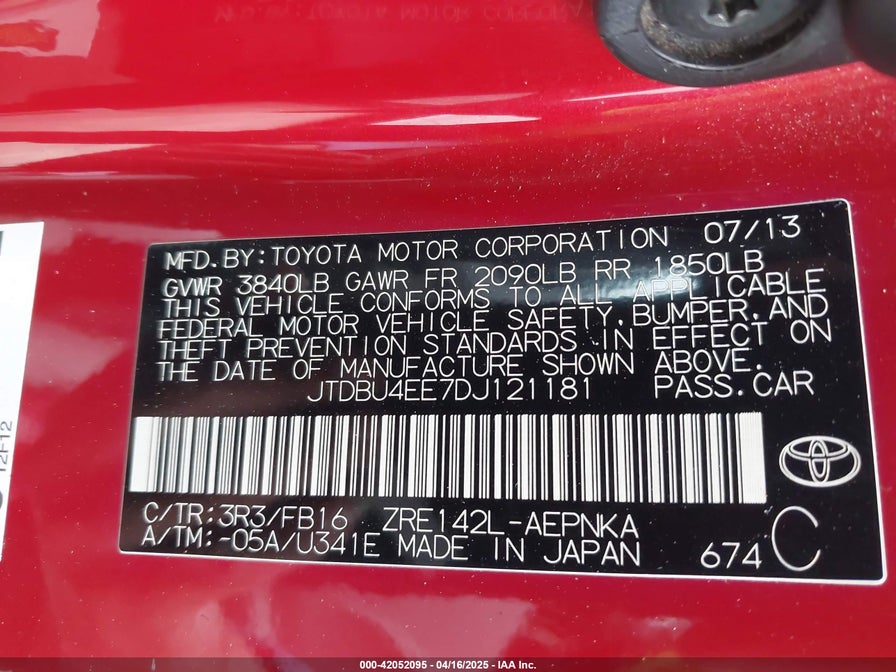 MFD. BY: TOYOTA MOTOR CORPORATION 07/13
GVWR 3840LB GAWR FR 2090LB RR 1850LB
THIS VEHICLE CONFORMS TO ALL APPLICABLE
FEDERAL MOTOR VEHICLE SAFETY, BUMPER, AND
THEFT PREVENTION STANDARDS IN EFFECT ON
THE DATE OF MANUFACTURE SHOWN ABOVE.
JTDBU4EE7DJ121181 PASS. CAR
C/TR: 3R3/FB16 ZRE142L-AEPNKA C
A/TM: -05A/U341E MADE IN JAPAN 674
12F12
000-42052095 - 04/16/2025 - IAA Inc.